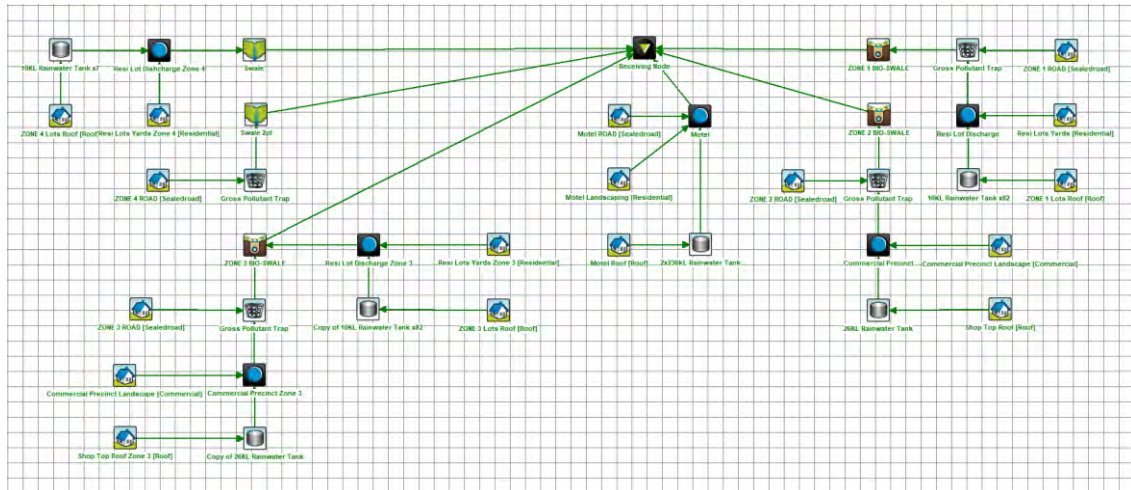 Receiving Node
10KL Rainwater Tank x7
Resi Lot Dishcharge Zone 4
Swale
ZONE 1 BIO-SWALE
Gross Pollutant Trap
ZONE 1 ROAD [Sealedroad]
ZONE 4 Lots Roof [Roof]
Resi Lots Yards Zone 4 [Residential]
Swale 2pl
Motel ROAD [Sealedroad]
Motel
ZONE 2 BIO-SWALE
Resi Lot Discharge
Resi Lots Yards [Residential]
ZONE 4 ROAD [Sealedroad]
Gross Pollutant Trap
Motel Landscaping [Residential]
ZONE 2 ROAD [Sealedroad]
Gross Pollutant Trap
10KL Rainwater Tank x82
ZONE 1 Lots Roof [Roof]
ZONE 3 BIO-SWALE
Resi Lot Discharge Zone 3
Resi Lots Yards Zone 3 [Residential]
Motel Roof [Roof]
2x230kL Rainwater Tank
Commercial Precinct
Commercial Precinct Landscape [Commercial]
ZONE 3 ROAD [Sealedroad]
Gross Pollutant Trap
Copy of 10KL Rainwater Tank x82
ZONE 3 Lots Roof [Roof]
26KL Rainwater Tank
Shop Top Roof [Roof]
Commercial Precinct Landscape [Commercial]
Commercial Precinct Zone 3
Shop Top Roof Zone 3 [Roof]
Copy of 26KL Rainwater Tank